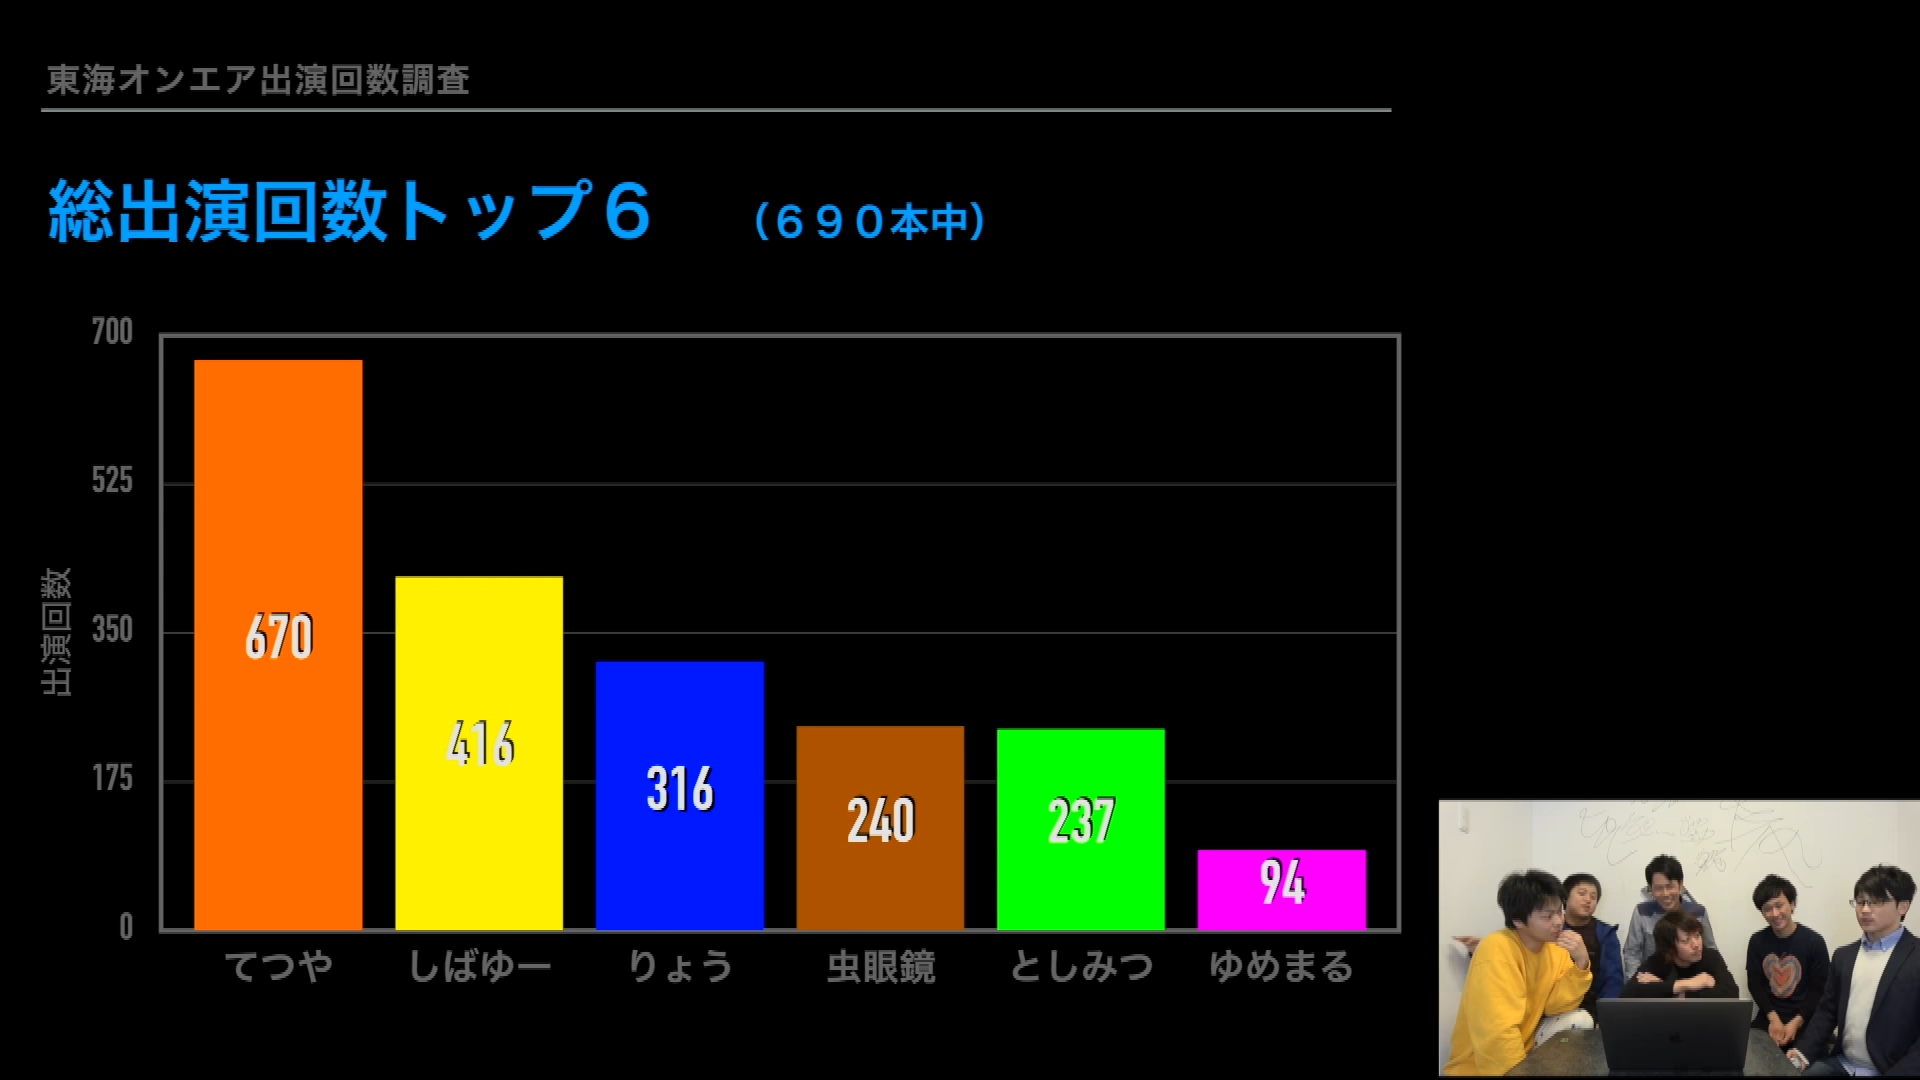 東海オンエア出演回数調査
総出演回数トップ６ （６９０本中）
出演回数
700
525
350
175
0
670
416
316
240
237
94
てつや しばゆー りょう 虫眼鏡 としみつ ゆめまる